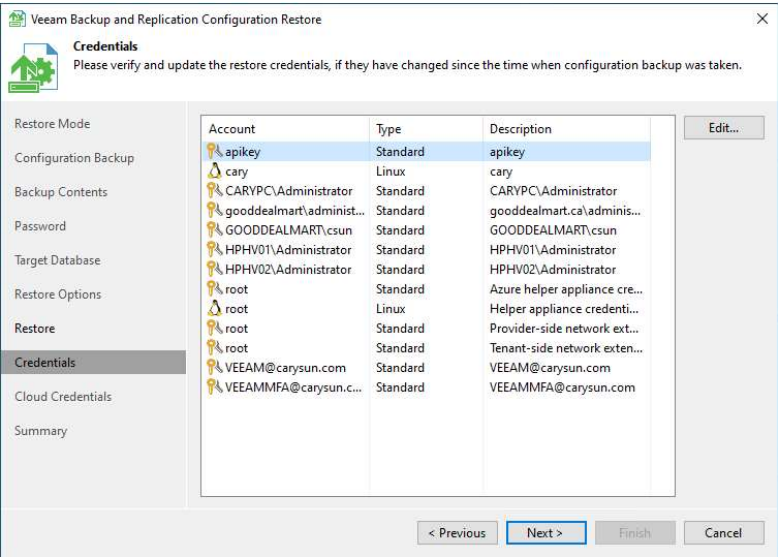 Veeam Backup and Replication Configuration Restore
Credentials
Please verify and update the restore credentials, if they have changed since the time when configuration backup was taken.
Restore Mode
Configuration Backup
Backup Contents
Password
Target Database
Restore Options
Restore
Credentials
Cloud Credentials
Summary
Account Type Description
apikey Standard apikey
cary Linux cary
CARYPC\Administrator Standard CARYPC\Administrator
gooddealmart\administ... Standard gooddealmart.ca\adminis...
GOODDEALMART\csun Standard GOODDEALMART\csun
HPHV01\Administrator Standard HPHV01\Administrator
HPHV02\Administrator Standard HPHV02\Administrator
root Standard Azure helper appliance cre...
root Linux Helper appliance credenti...
root Standard Provider-side network ext...
root Standard Tenant-side network exten...
VEEAM@carysun.com Standard VEEAM@carysun.com
VEEAMMFA@carysun.c... Standard VEEAMMFA@carysun.com
Edit...
< Previous Next > Finish Cancel